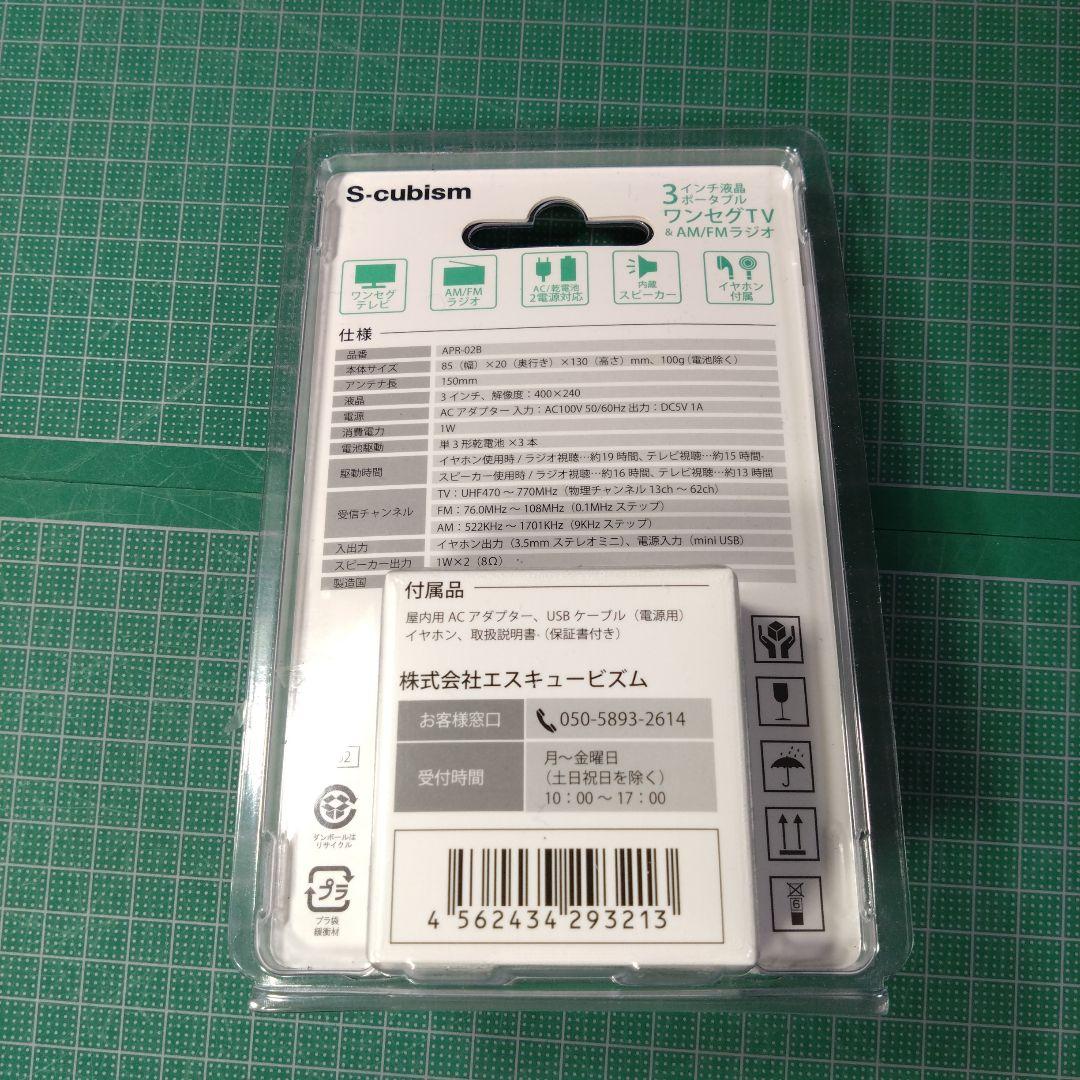 S-cubism
3インチ液晶
ポータブル
ワンセグTV
& AM/FMラジオ
ワンセグ
テレビ
AM/FM
ラジオ
AC/乾電池
2電源対応
内蔵
スピーカー
イヤホン
付属
仕様
品番 APR-02B
本体サイズ 85（幅）×20（奥行き）×130（高さ）mm、100g（電池除く）
アンテナ長 150mm
液晶 3インチ、解像度：400×240
電源 ACアダプター入力：AC100V 50/60Hz 出力：DC5V 1A
消費電力 1W
電池駆動 単3形乾電池×3本
駆動時間 イヤホン使用時/ラジオ視聴…約19時間、テレビ視聴…約15時間
スピーカー使用時/ラジオ視聴…約16時間、テレビ視聴…約13時間
受信チャンネル TV：UHF470～770MHz（物理チャンネル 13ch～62ch）
FM：76.0MHz～108MHz（0.1MHzステップ）
AM：522KHz～1701KHz（9KHzステップ）
入出力 イヤホン出力（3.5mmステレオミニ）、電源入力（mini USB）
スピーカー出力 1W×2（8Ω）
製造国
付属品
屋内用ACアダプター、USBケーブル（電源用）
イヤホン、取扱説明書（保証書付き）
株式会社エスキュービズム
お客様窓口 050-5893-2614
受付時間 月～金曜日
（土日祝日を除く）
10：00～17：00
4 562434 293213
ダンボールは
リサイクル
プラ
プラ袋
緩衝材
6